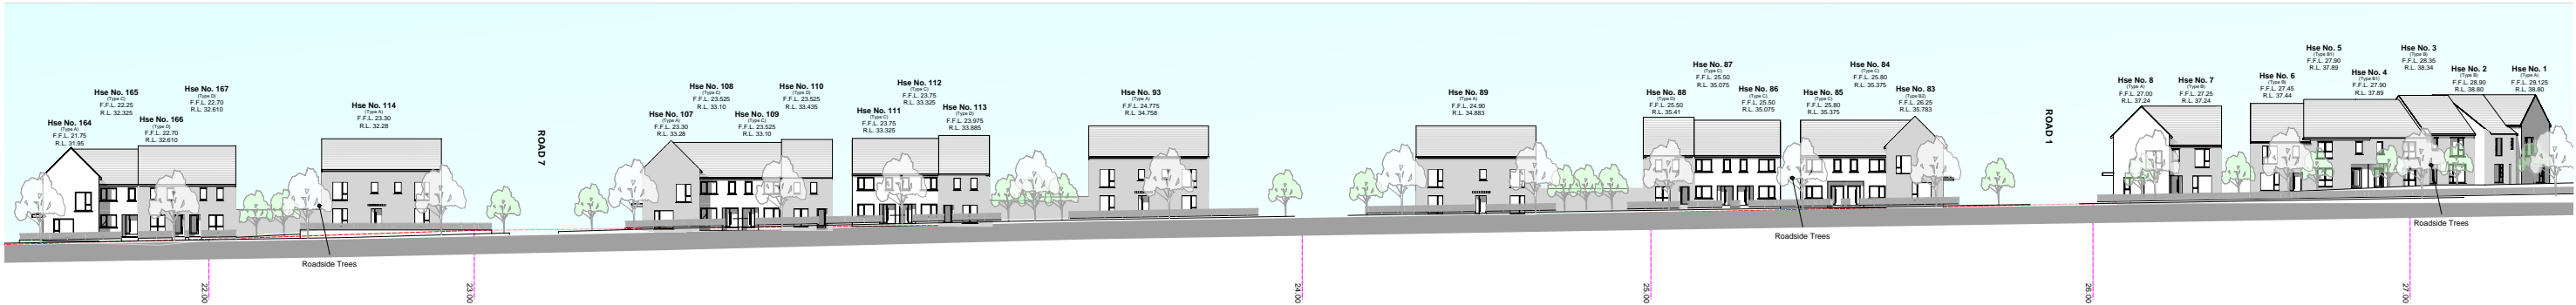 Hse No. 164
(Type A)
F.F.L. 21.75
R.L. 31.95
Hse No. 165
(Type C)
F.F.L. 22.25
R.L. 32.325
Hse No. 166
(Type D)
F.F.L. 22.70
R.L. 32.610
Hse No. 167
(Type D)
F.F.L. 22.70
R.L. 32.610
Hse No. 114
(Type A)
F.F.L. 23.30
R.L. 32.28
Roadside Trees
ROAD 7
Hse No. 107
(Type A)
F.F.L. 23.30
R.L. 33.28
Hse No. 108
(Type C)
F.F.L. 23.525
R.L. 33.10
Hse No. 109
(Type C)
F.F.L. 23.525
R.L. 33.10
Hse No. 110
(Type D)
F.F.L. 23.525
R.L. 33.435
Hse No. 111
(Type C)
F.F.L. 23.75
R.L. 33.325
Hse No. 112
(Type C)
F.F.L. 23.75
R.L. 33.325
Hse No. 113
(Type D)
F.F.L. 23.975
R.L. 33.885
Hse No. 93
(Type A)
F.F.L. 24.775
R.L. 34.758
Hse No. 89
(Type A)
F.F.L. 24.90
R.L. 34.883
Hse No. 88
(Type D)
F.F.L. 25.50
R.L. 35.41
Hse No. 87
(Type C)
F.F.L. 25.50
R.L. 35.075
Hse No. 86
(Type C)
F.F.L. 25.50
R.L. 35.075
Hse No. 85
(Type C)
F.F.L. 25.80
R.L. 35.375
Hse No. 84
(Type C)
F.F.L. 25.80
R.L. 35.375
Hse No. 83
(Type B2)
F.F.L. 26.25
R.L. 35.783
Roadside Trees
ROAD 1
Hse No. 8
(Type A)
F.F.L. 27.00
R.L. 37.24
Hse No. 7
(Type B)
F.F.L. 27.25
R.L. 37.24
Hse No. 6
(Type B)
F.F.L. 27.45
R.L. 37.44
Hse No. 5
(Type B1)
F.F.L. 27.90
R.L. 37.89
Hse No. 4
(Type B1)
F.F.L. 27.90
R.L. 37.89
Hse No. 3
(Type B)
F.F.L. 28.35
R.L. 38.34
Hse No. 2
(Type B)
F.F.L. 28.90
R.L. 38.80
Hse No. 1
(Type A)
F.F.L. 29.125
R.L. 38.80
Roadside Trees
22.00
23.00
24.00
25.00
26.00
27.00